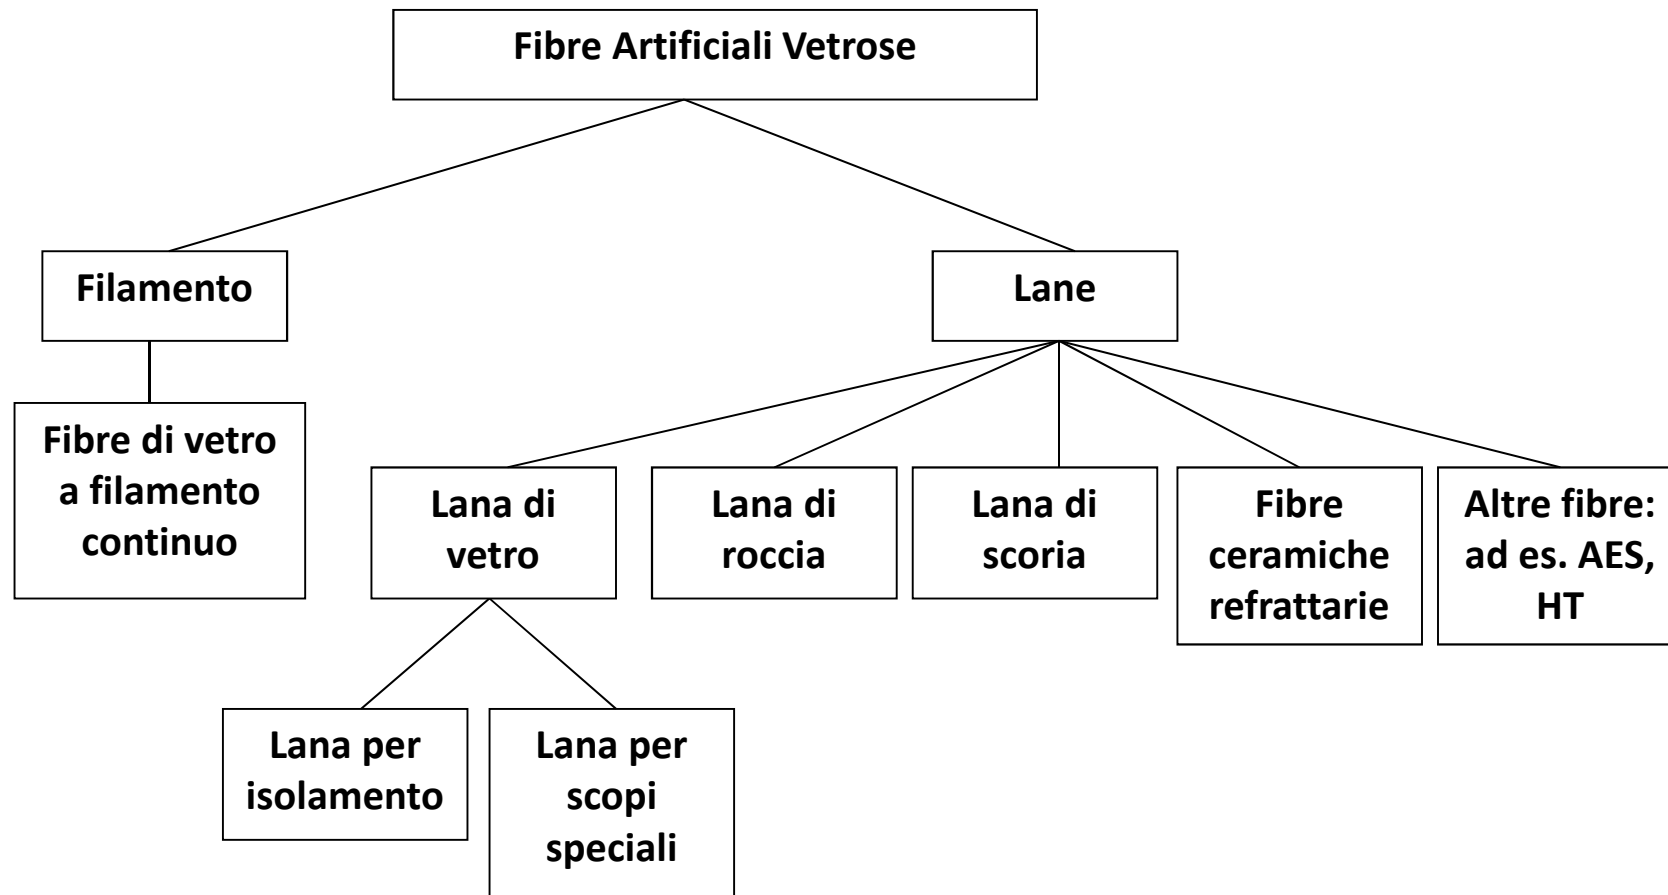 Fibre Artificiali Vetrose
Filamento
Lane
Fibre di vetro
a filamento
continuo
Lana di
vetro
Lana di
roccia
Lana di
scoria
Fibre
ceramiche
refrattarie
Altre fibre:
ad es. AES,
HT
Lana per
isolamento
Lana per
scopi
speciali